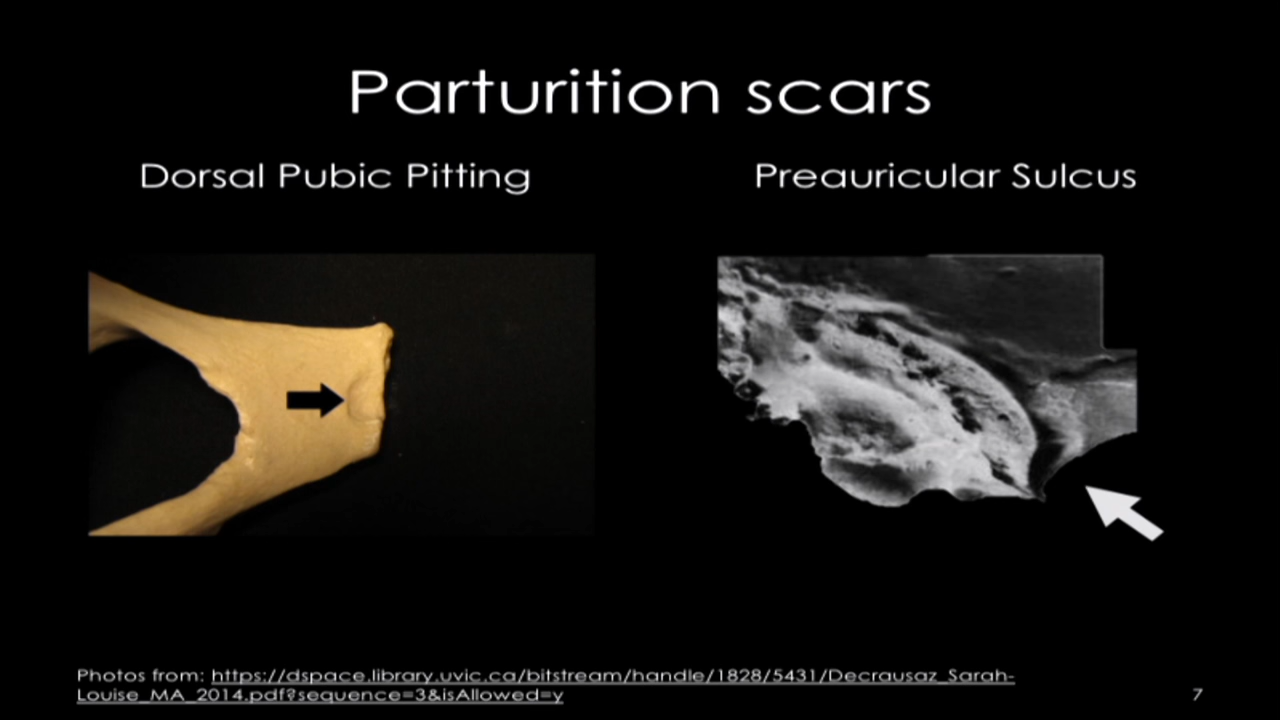 Parturition scars
Dorsal Pubic Pitting
Preauricular Sulcus
Photos from: https://dspace.library.uvic.ca/bitstream/handle/1828/5431/Decrausaz_Sarah-
Louise_MA_2014.pdf?sequence=3&isAllowed=y
7